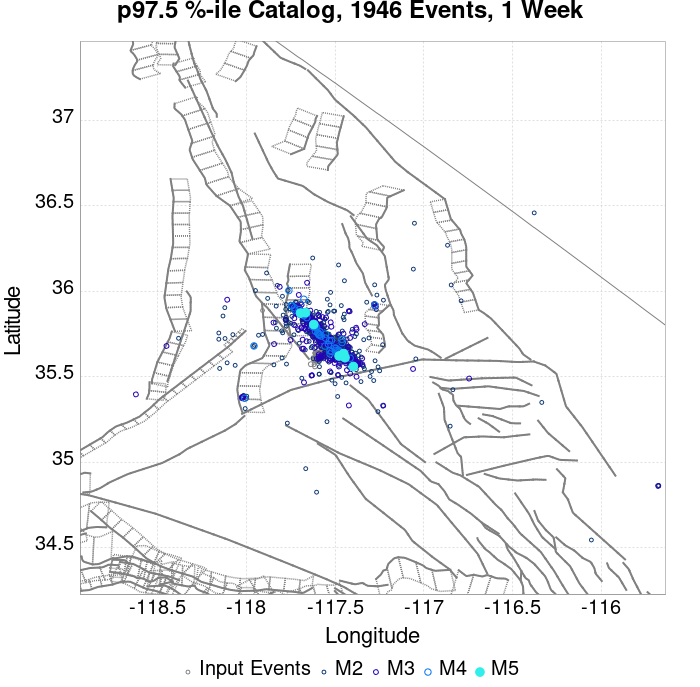 p97.5 %-ile Catalog, 1946 Events, 1 Week
37
36.5
36
35.5
35
34.5
Latitude
-118.5 -118 -117.5 -117 -116.5 -116
Longitude
Input Events M2 M3 M4 M5